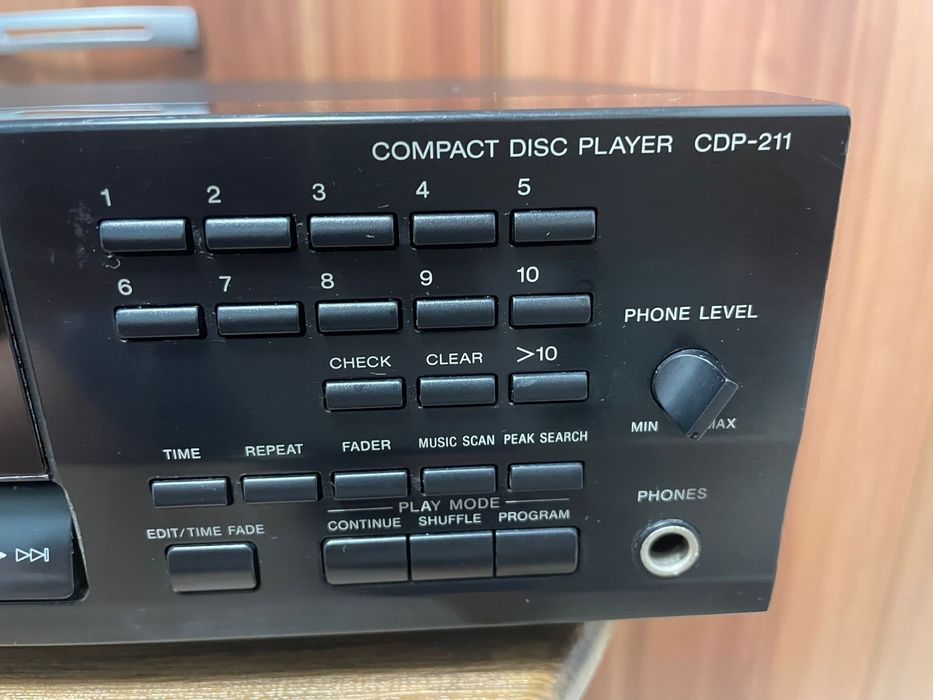 COMPACT DISC PLAYER CDP-211
1 2 3 4 5
6 7 8 9 10
PHONE LEVEL
CHECK CLEAR >10
MIN MAX
TIME REPEAT FADER MUSIC SCAN PEAK SEARCH
PHONES
PLAY MODE
EDIT/TIME FADE CONTINUE SHUFFLE PROGRAM